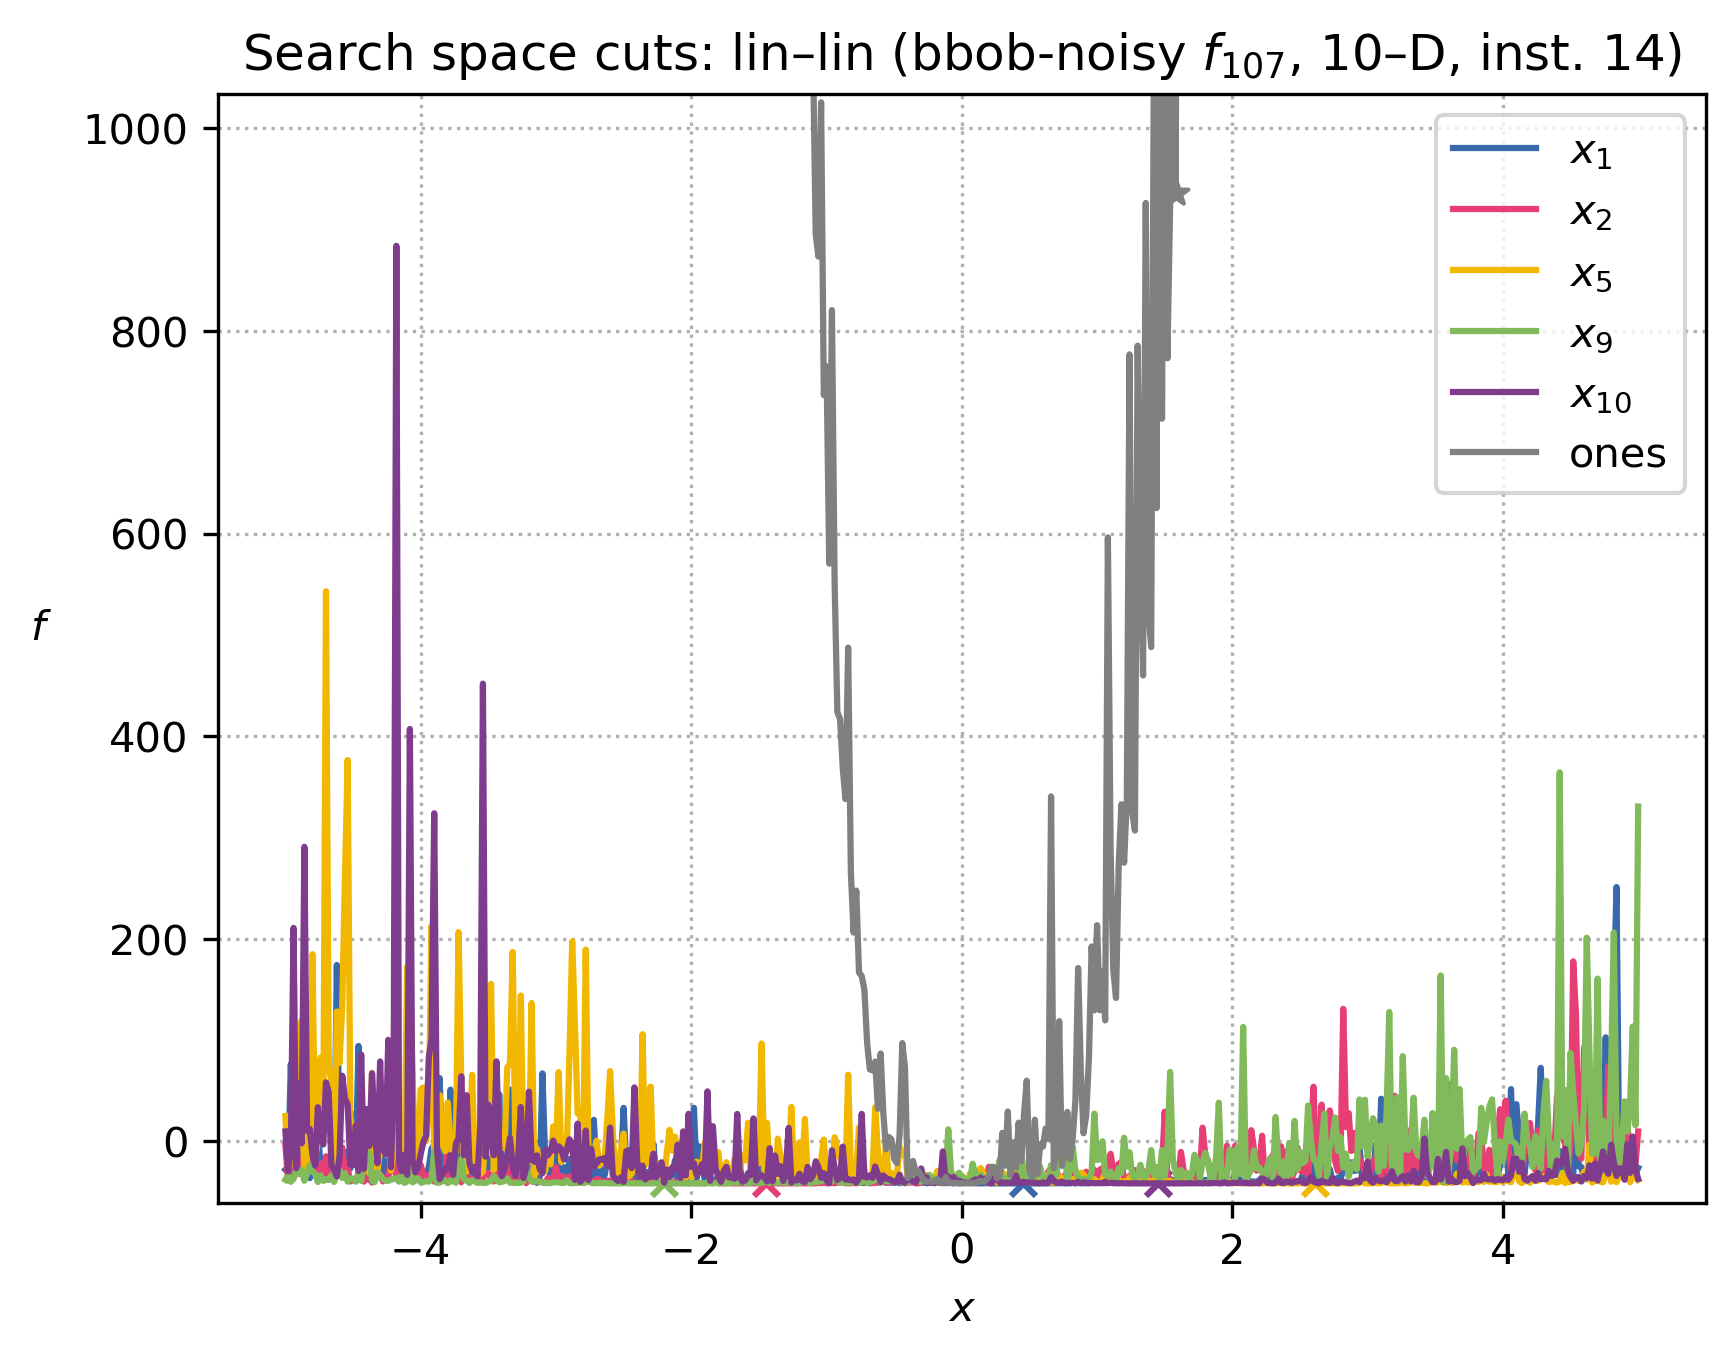 Search space cuts: lin–lin (bbob-noisy f107, 10–D, inst. 14)
1000
800
600
400
200
0
f
−4
−2
0
2
4
x
x1
x2
x5
x9
x10
ones